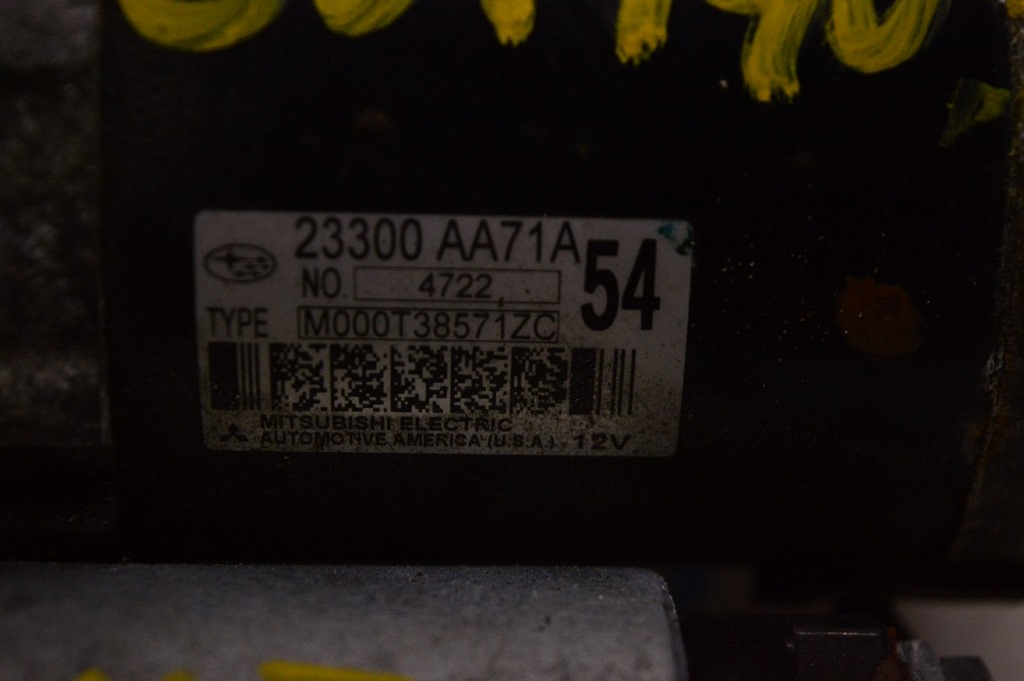 23300 AA71A
54
NO. 4722
TYPE M000T38571ZC
MITSUBISHI ELECTRIC
AUTOMOTIVE AMERICA (U.S.A.) 12V